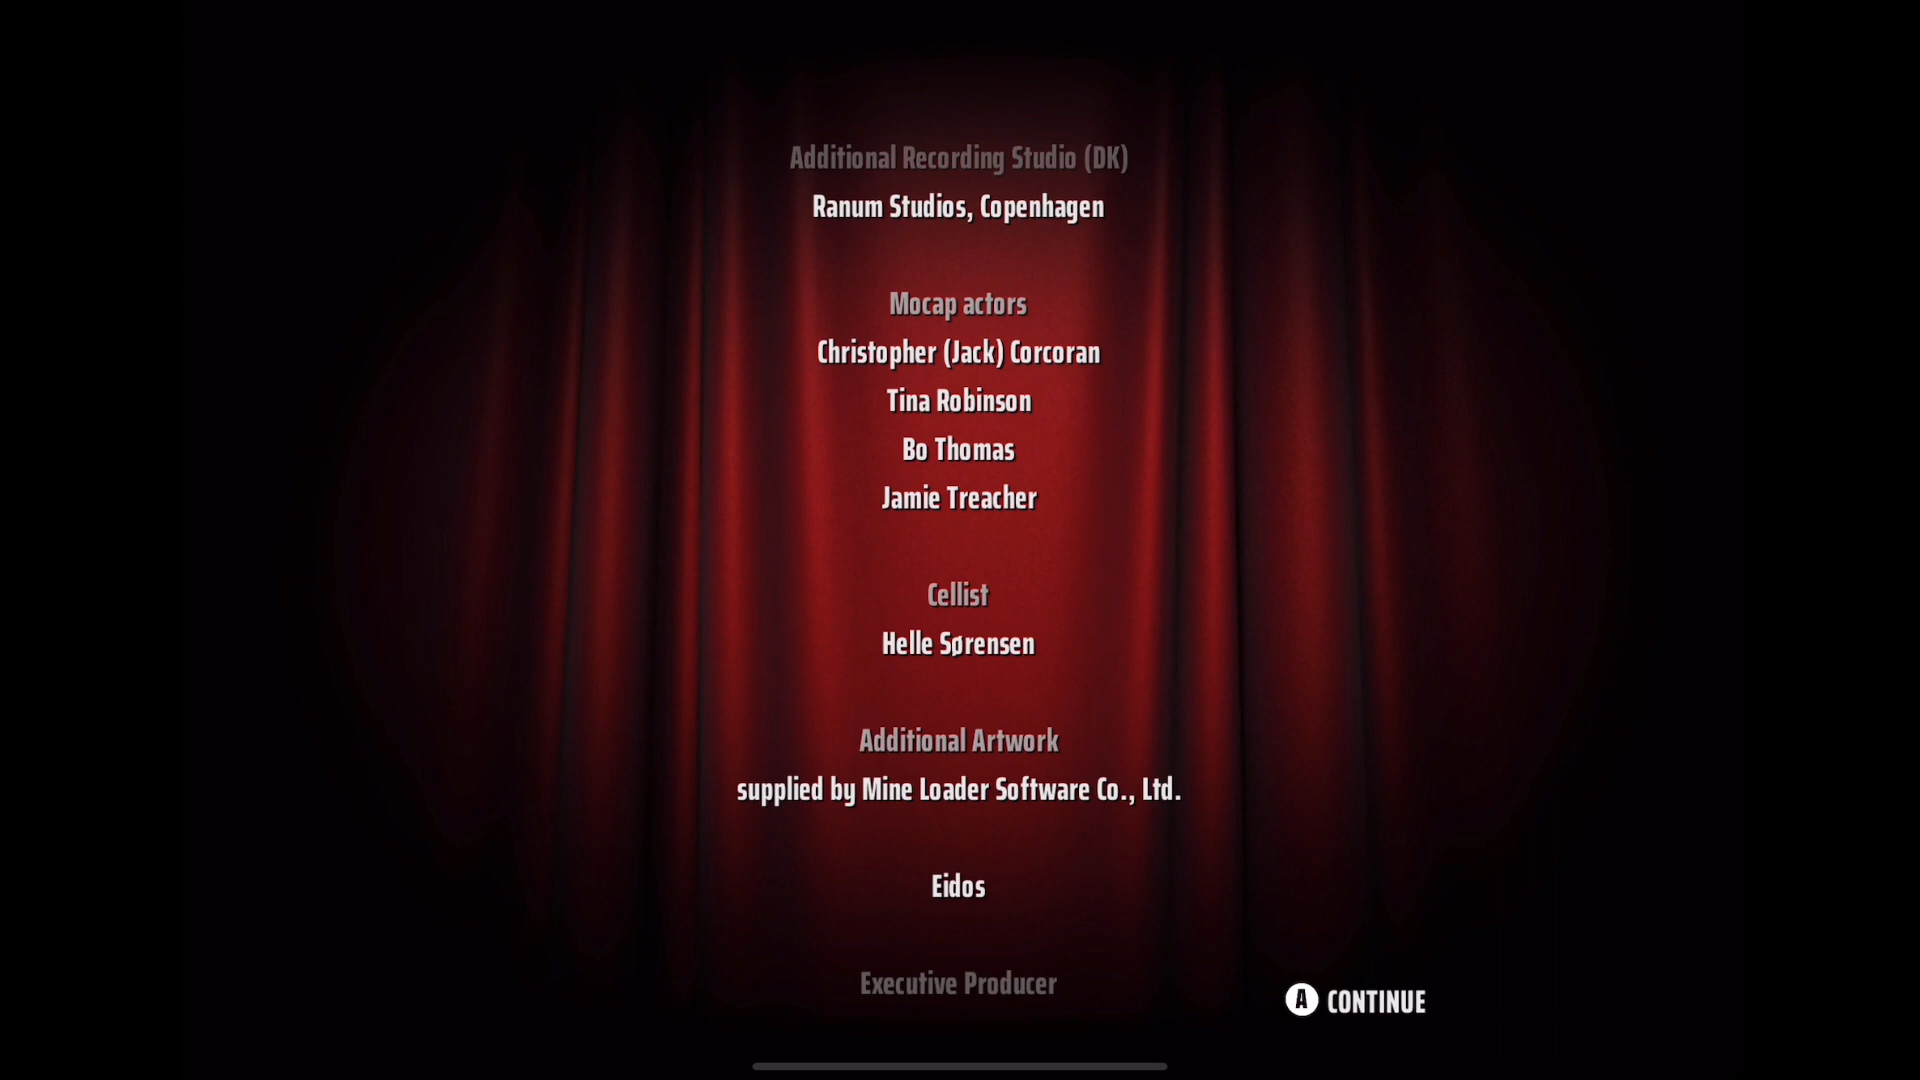 Additional Recording Studio (DK)
Ranum Studios, Copenhagen
Mocap actors
Christopher (Jack) Corcoran
Tina Robinson
Bo Thomas
Jamie Treacher
Cellist
Helle Sørensen
Additional Artwork
supplied by Mine Loader Software Co., Ltd.
Eidos
Executive Producer
A CONTINUE